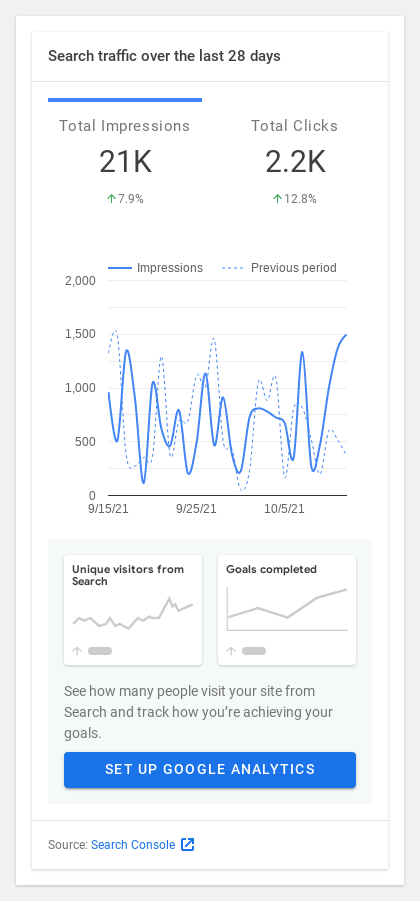 Search traffic over the last 28 days
Total Impressions
21K
↑7.9%
Total Clicks
2.2K
↑12.8%
Impressions
Previous period
2,000
1,500
1,000
500
0
9/15/21
9/25/21
10/5/21
Unique visitors from
Search
Goals completed
See how many people visit your site from
Search and track how you’re achieving your
goals.
SET UP GOOGLE ANALYTICS
Source: Search Console